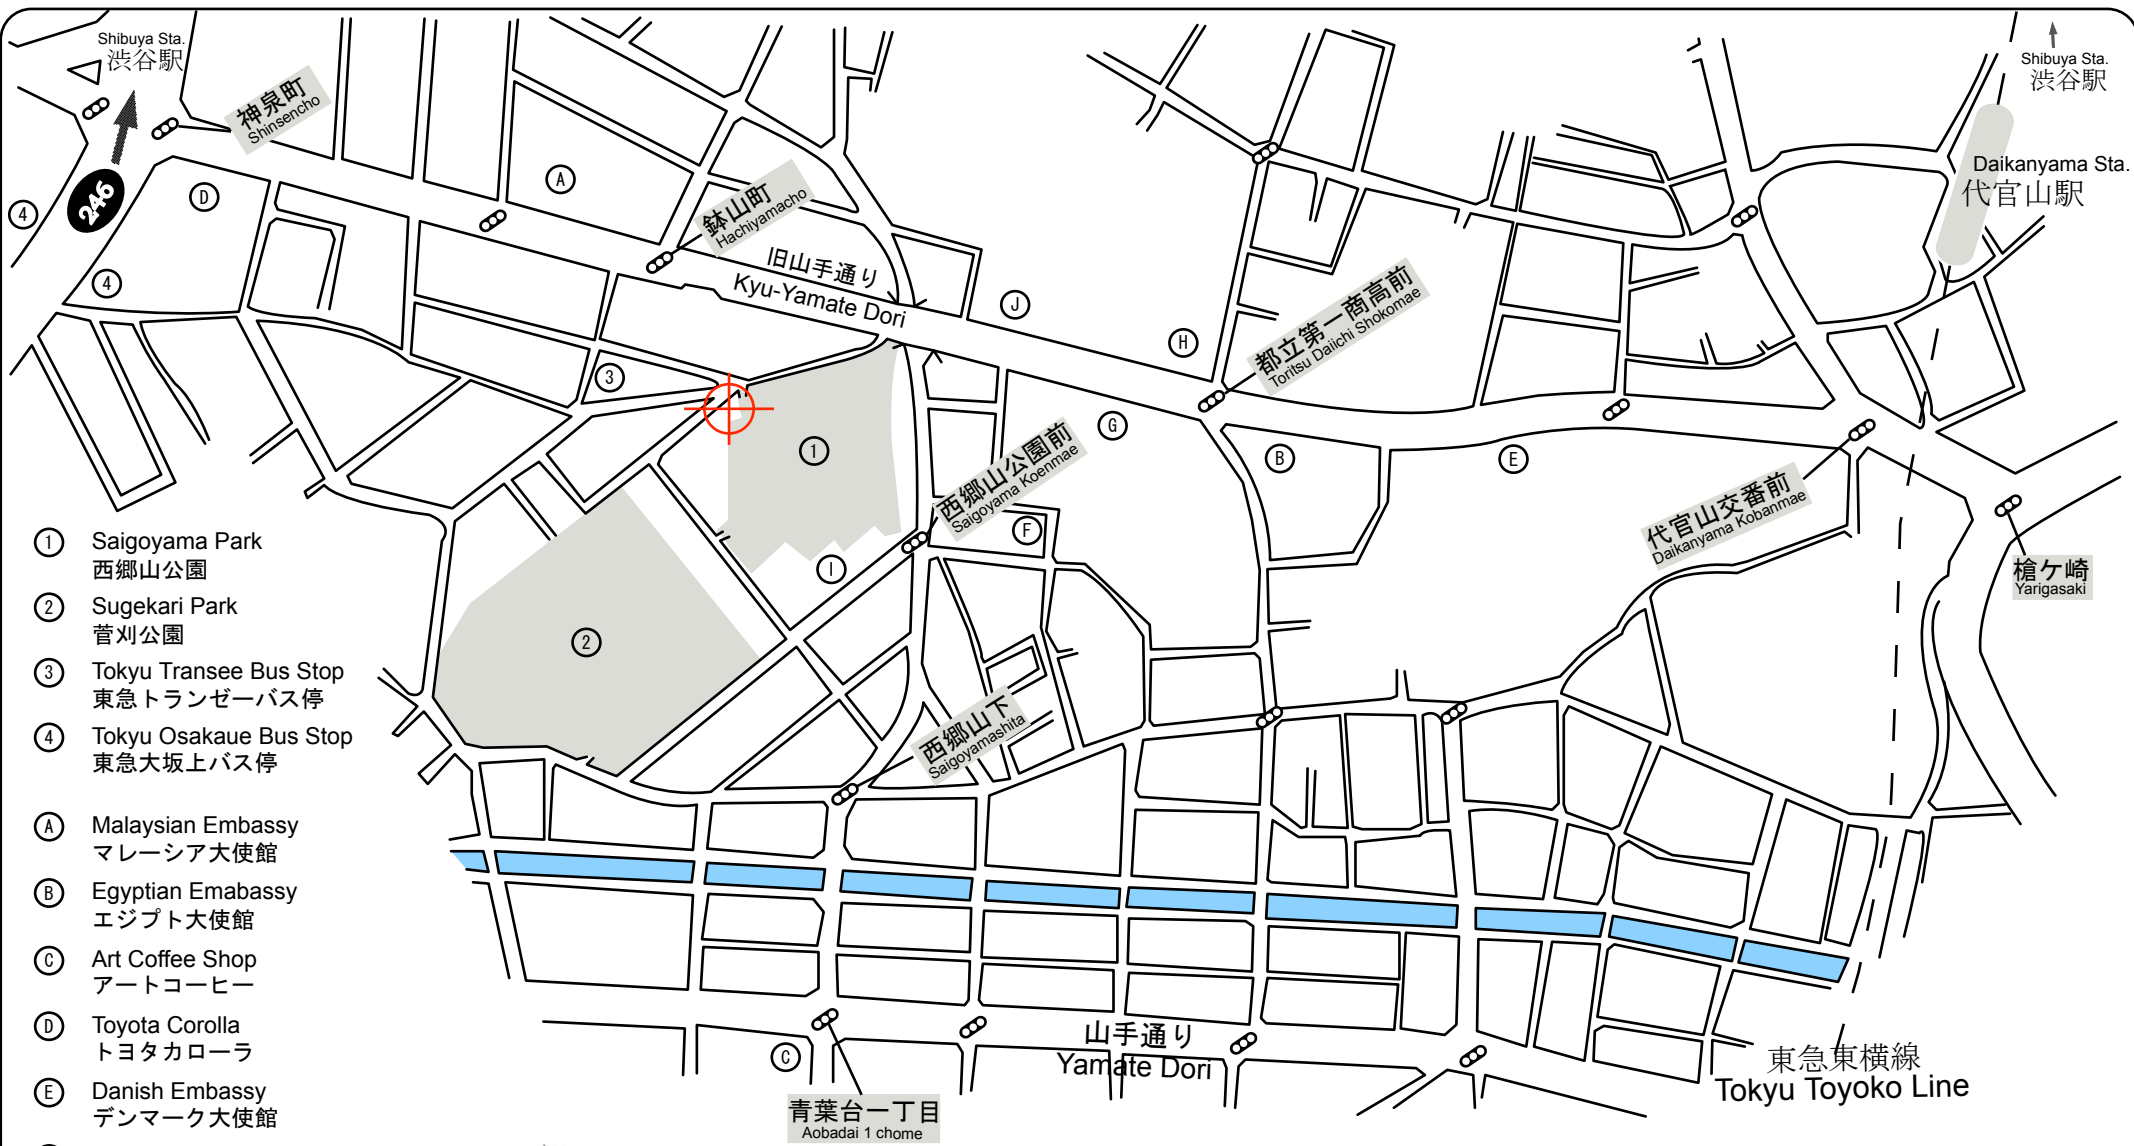 Shibuya Sta.
渋谷駅
神泉町
Shinsencho
246
4
D
4
A
鉢山町
Hachiyamacho
旧山手通り
Kyu-Yamate Dori
J
H
都立第一商高前
Toritsu Daiichi Shokomae
Shibuya Sta.
渋谷駅
Daikanyama Sta.
代官山駅
3
1
G
B
E
西郷山公園前
Saigoyama Koenmae
F
I
2
代官山交番前
Daikanyama Kobanmae
槍ケ崎
Yarigasaki
西郷山下
Saigoyamashita
1 Saigoyama Park
西郷山公園
2 Sugekari Park
菅刈公園
3 Tokyu Transee Bus Stop
東急トランゼーバス停
4 Tokyu Osakaue Bus Stop
東急大坂上バス停
A Malaysian Embassy
マレーシア大使館
B Egyptian Emabassy
エジプト大使館
C Art Coffee Shop
アートコーヒー
D Toyota Corolla
トヨタカローラ
E Danish Embassy
デンマーク大使館
C
山手通り
Yamate Dori
東急東横線
Tokyu Toyoko Line
青葉台一丁目
Aobadai 1 chome